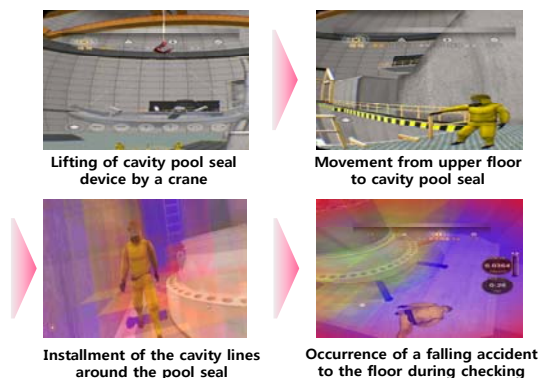 Lifting of cavity pool seal
device by a crane
Movement from upper floor
to cavity pool seal
Installment of the cavity lines
around the pool seal
Occurrence of a falling accident
to the floor during checking